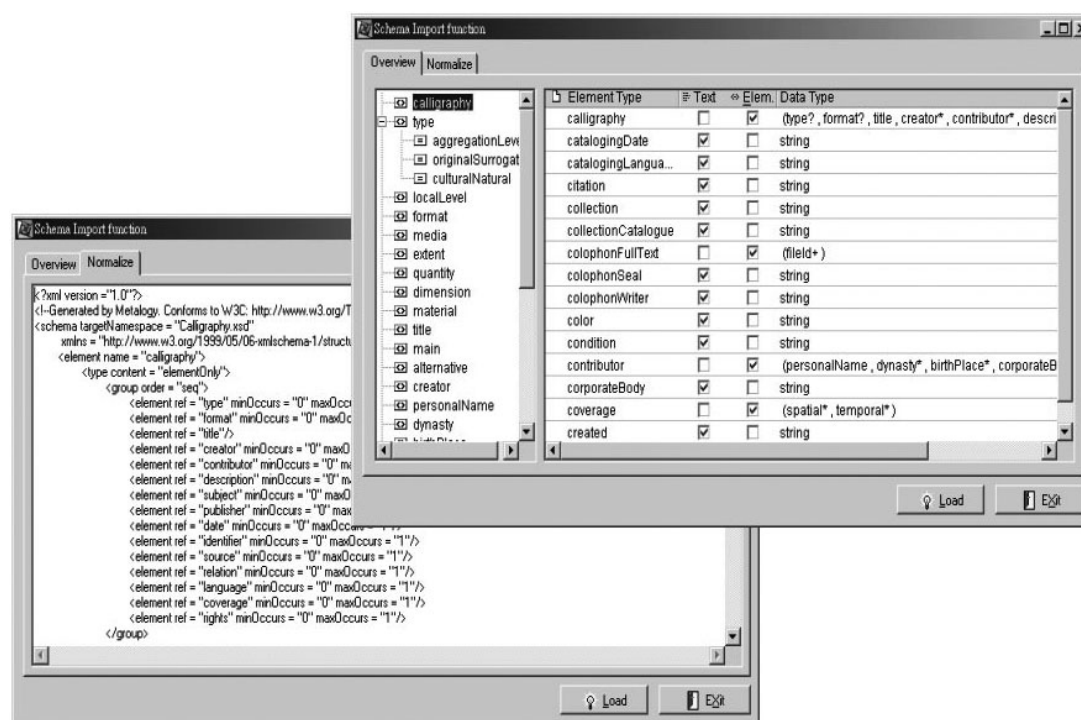 Schema Import function
Overview Normalize
calligraphy
type
aggregationLeve
originalSurrogat
culturalNatural
localLevel
format
media
extent
quantity
dimension
material
title
main
alternative
creator
personalName
dynasty
Element Type Text Elem. Data Type
calligraphy (type? , format? , title , creator* , contributor* , descri
catalogingDate string
catalogingLangua... string
citation string
collection string
collectionCatalogue string
colophonFullText (fileId+ )
colophonSeal string
colophonWriter string
color string
condition string
contributor (personalName , dynasty* , birthPlace* , corporateB
corporateBody string
coverage (spatial* , temporal* )
created string
Load EXit
Schema Import function
Overview Normalize
<?xml version ="1.0"?>
<!--Generated by Metalogy. Conforms to W3C: http://www.w3.org/T
<schema targetNamespace = "Calligraphy.xsd"
xmlns = "http://www.w3.org/1999/05/06-xmlschema-1/structu
<element name = "calligraphy">
<type content = "elementOnly">
<group order = "seq">
<element ref = "type" minOccurs = "0" maxOccu
<element ref = "format" minOccurs = "0" maxOc
<element ref = "title"/>
<element ref = "creator" minOccurs = "0" maxO
<element ref = "contributor" minOccurs = "0" ma
<element ref = "description" minOccurs = "0" m
<element ref = "subject" minOccurs = "0" maxO
<element ref = "publisher" minOccurs = "0" max
<element ref = "date" minOccurs = "0" maxOccurs = "1"/>
<element ref = "identifier" minOccurs = "0" maxOccurs = "1"/>
<element ref = "source" minOccurs = "0" maxOccurs = "1"/>
<element ref = "relation" minOccurs = "0" maxOccurs = "1"/>
<element ref = "language" minOccurs = "0" maxOccurs = "1"/>
<element ref = "coverage" minOccurs = "0" maxOccurs = "1"/>
<element ref = "rights" minOccurs = "0" maxOccurs = "1"/>
</group>
Load EXit